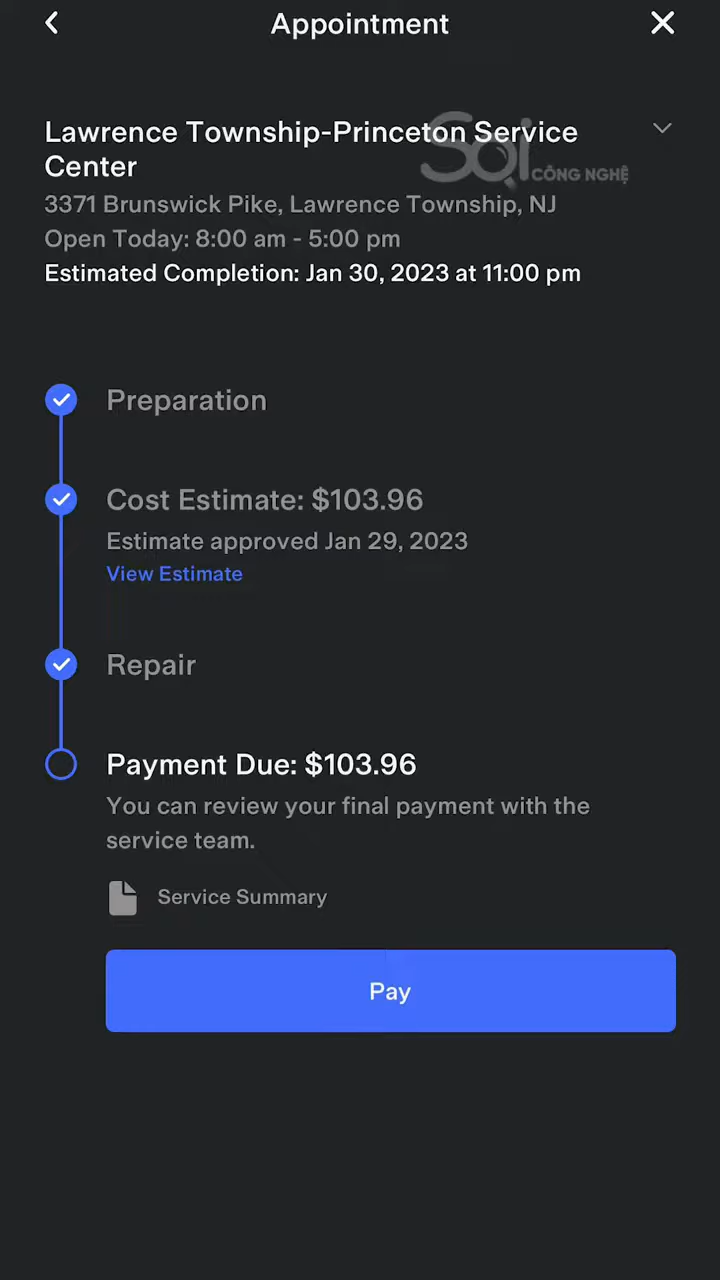 Appointment
Lawrence Township-Princeton Service
Center
Sọi
CÔNG NGHỆ
3371 Brunswick Pike, Lawrence Township, NJ
Open Today: 8:00 am - 5:00 pm
Estimated Completion: Jan 30, 2023 at 11:00 pm
Preparation
Cost Estimate: $103.96
Estimate approved Jan 29, 2023
View Estimate
Repair
Payment Due: $103.96
You can review your final payment with the
service team.
Service Summary
Pay